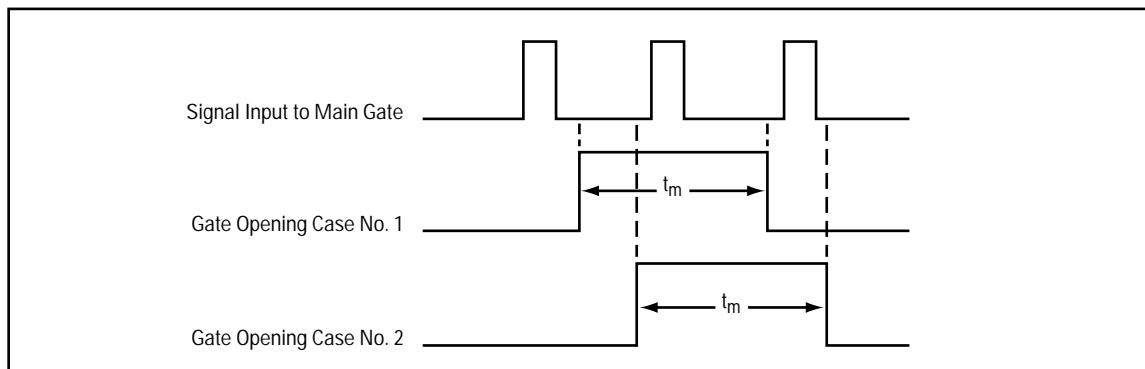 Signal Input to Main Gate
tm
Gate Opening Case No. 1
tm
Gate Opening Case No. 2